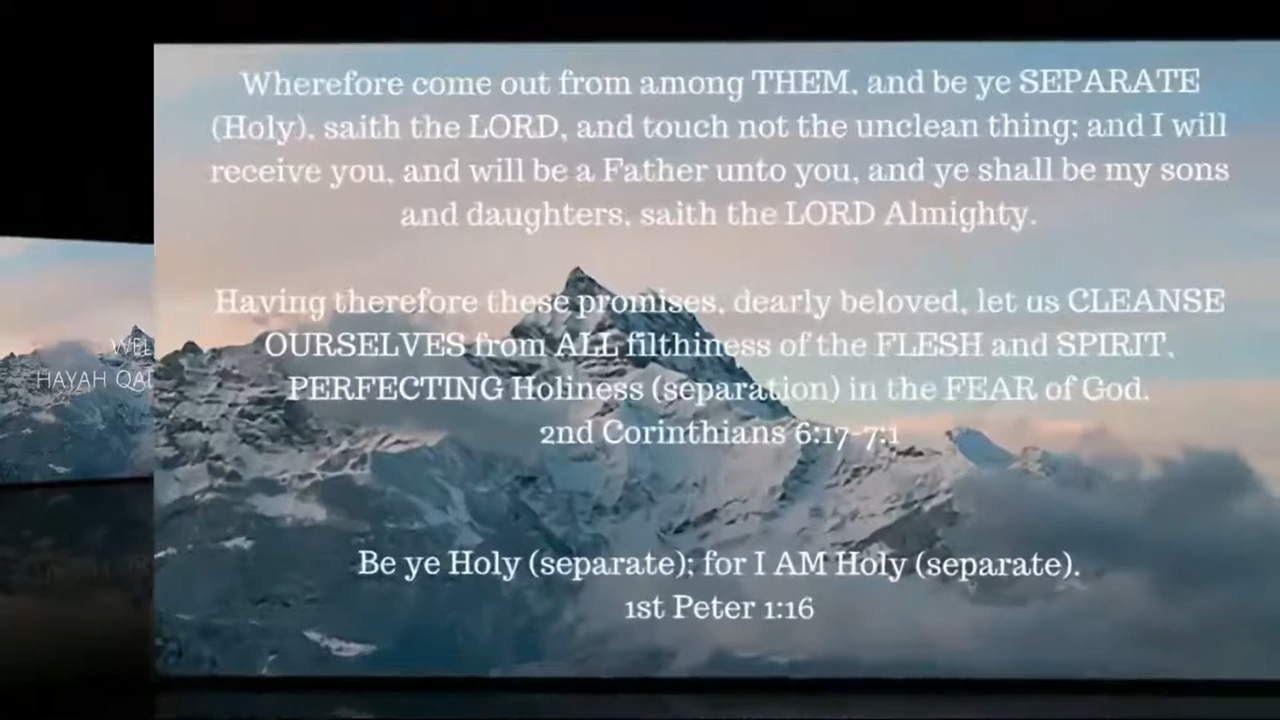 Wherefore come out from among THEM, and be ye SEPARATE
(Holy), saith the LORD, and touch not the unclean thing; and I will
receive you, and will be a Father unto you, and ye shall be my sons
and daughters, saith the LORD Almighty.
Having therefore these promises, dearly beloved, let us CLEANSE
OURSELVES from ALL filthiness of the FLESH and SPIRIT,
PERFECTING Holiness (separation) in the FEAR of God.
2nd Corinthians 6:17-7:1
Be ye Holy (separate); for I AM Holy (separate).
1st Peter 1:16
HAYAH